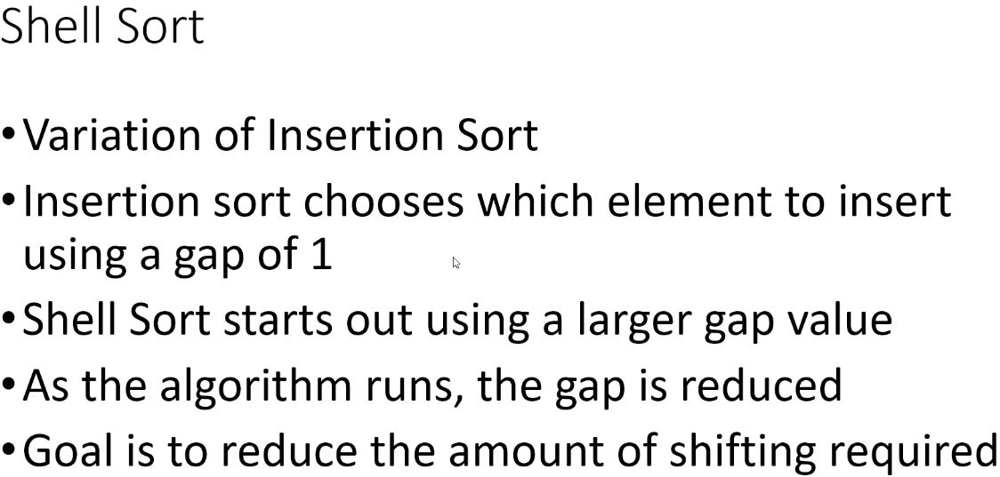 Shell Sort
•Variation of Insertion Sort
•Insertion sort chooses which element to insert
using a gap of 1
•Shell Sort starts out using a larger gap value
•As the algorithm runs, the gap is reduced
•Goal is to reduce the amount of shifting required